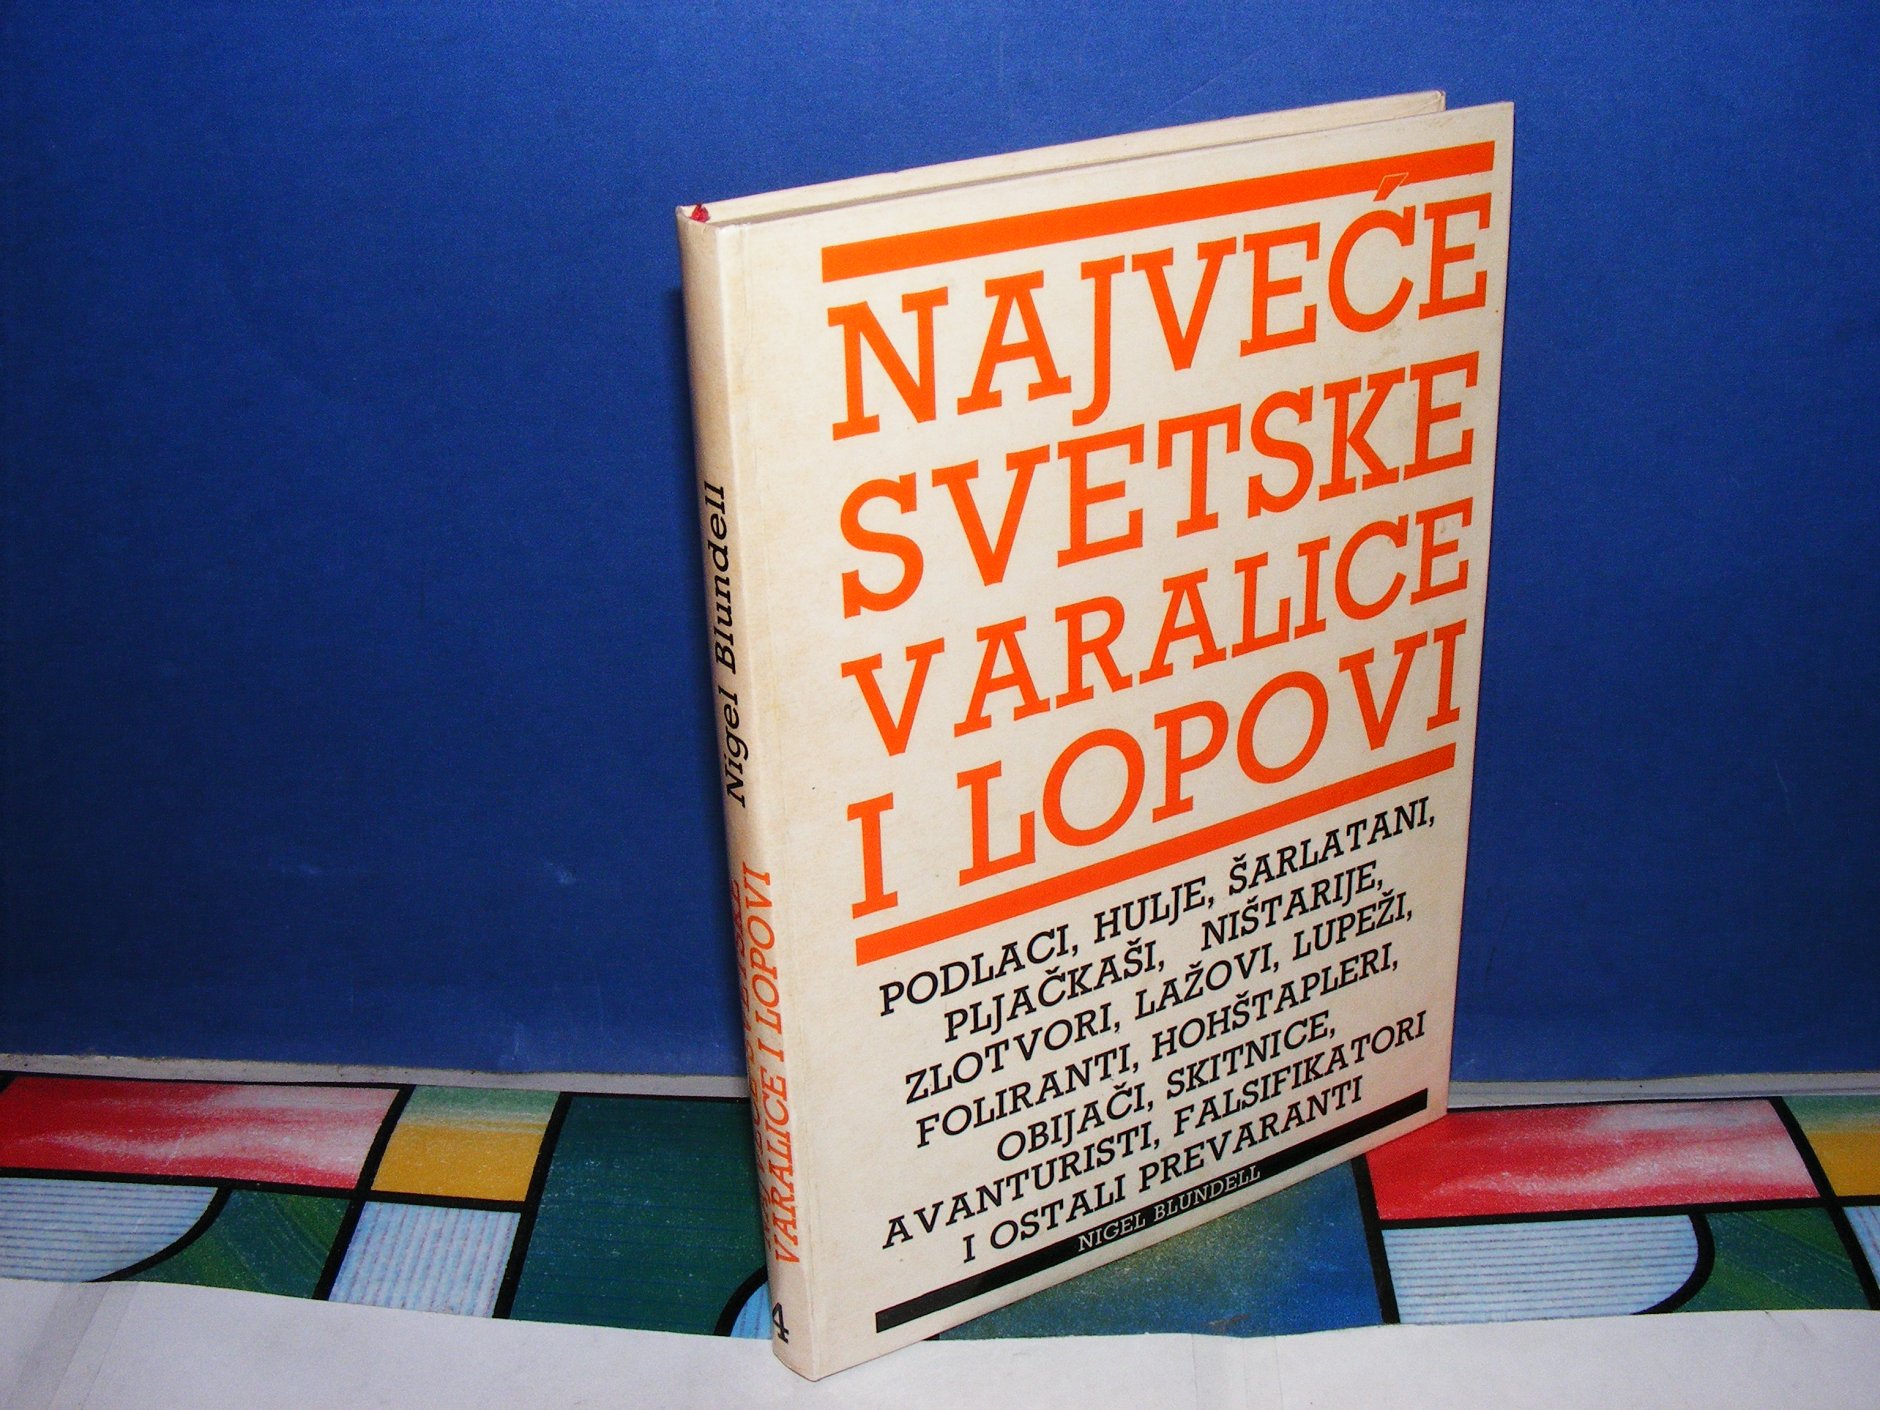 NAJVEĆE
SVETSKE
VARALICE
I LOPOVI
PODLACI, HULJE, ŠARLATANI,
PLJAČKAŠI, NIŠTARIJE,
ZLOTVORI, LAŽOVI, LUPEŽI,
FOLIRANTI, HOHŠTAPLERI,
OBIJAČI, SKITNICE,
AVANTURISTI, FALSIFIKATORI
I OSTALI PREVARANTI
NIGEL BLUNDELL
Nigel Blundell
VARALICE I LOPOVI
4